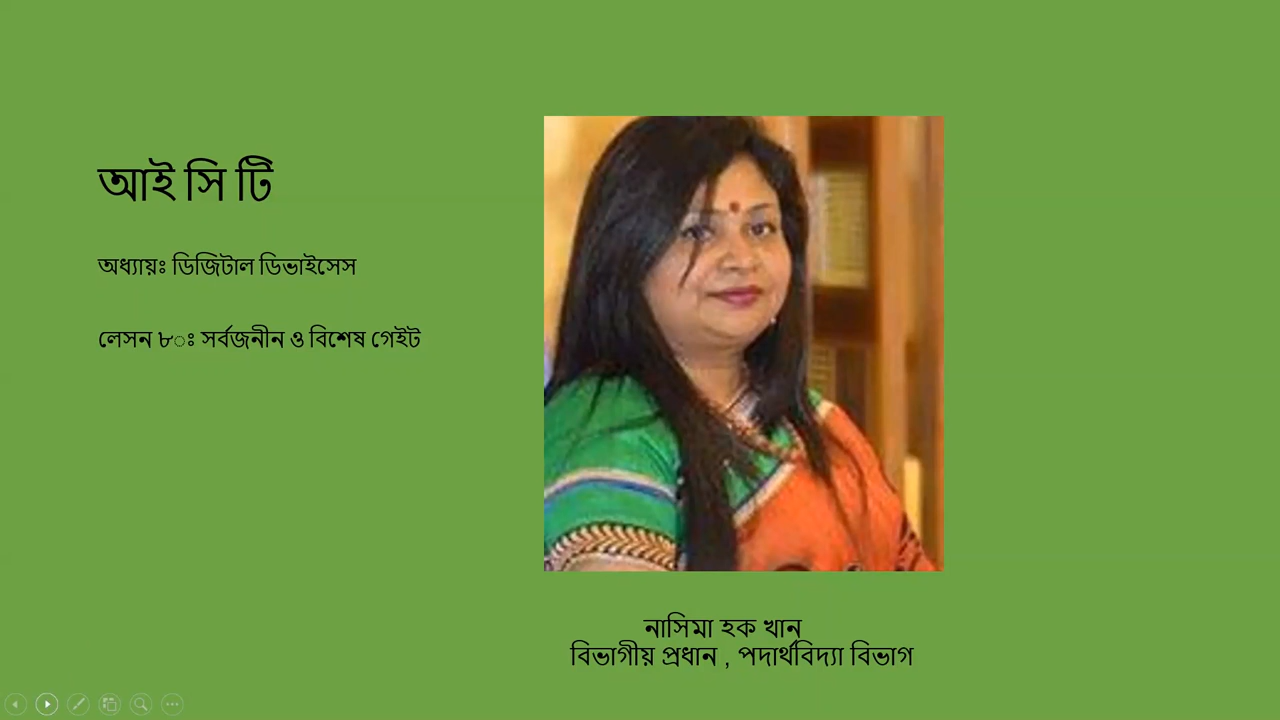 আই সি টি
অধ্যায়ঃ ডিজিটাল ডিভাইসেস
লেসন ৮ঃ সর্বজনীন ও বিশেষ গেইট
নাসিমা হক খান
বিভাগীয় প্রধান , পদার্থবিদ্যা বিভাগ